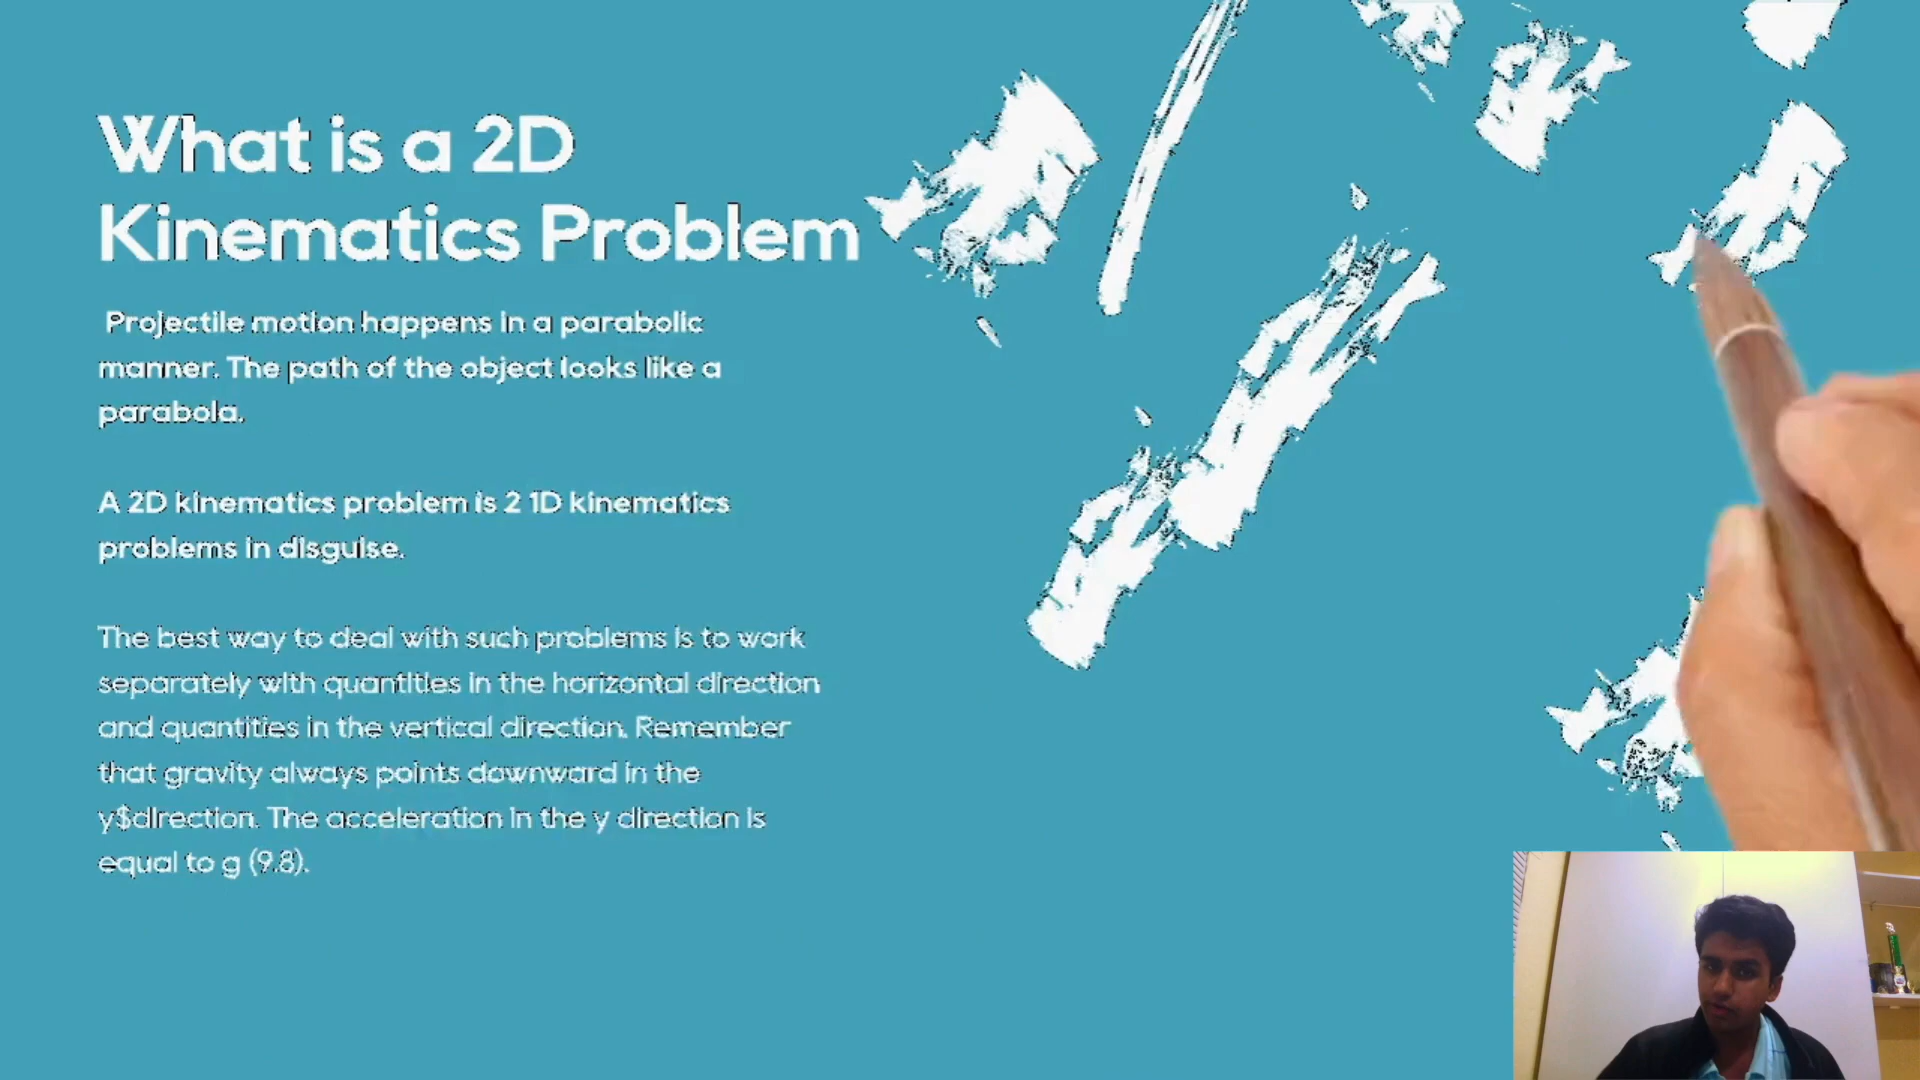 What is a 2D
Kinematics Problem
Projectile motion happens in a parabolic
manner. The path of the object looks like a
parabola.
A 2D kinematics problem is 2 1D kinematics
problems in disguise.
The best way to deal with such problems is to work
separately with quantities in the horizontal direction
and quantities in the vertical direction. Remember
that gravity always points downward in the
y$direction. The acceleration in the y direction is
equal to g (9.8).